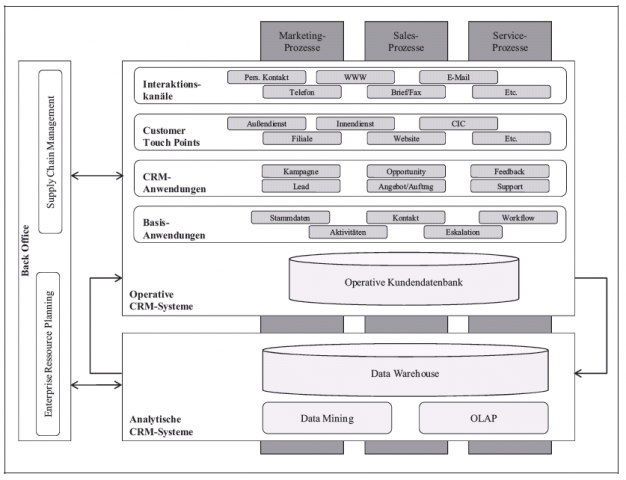 Marketing-
Prozesse
Sales-
Prozesse
Service-
Prozesse
Back Office
Supply Chain Management
Enterprise Ressource Planning
Interaktions-
kanäle
Pers. Kontakt
WWW
E-Mail
Telefon
Brief/Fax
Etc.
Customer
Touch Points
Außendienst
Innendienst
CIC
Filiale
Website
Etc.
CRM-
Anwendungen
Kampagne
Opportunity
Feedback
Lead
Angebot/Auftrag
Support
Basis-
Anwendungen
Stammdaten
Kontakt
Workflow
Aktivitäten
Eskalation
Operative Kundendatenbank
Operative
CRM-Systeme
Data Warehouse
Data Mining
OLAP
Analytische
CRM-Systeme